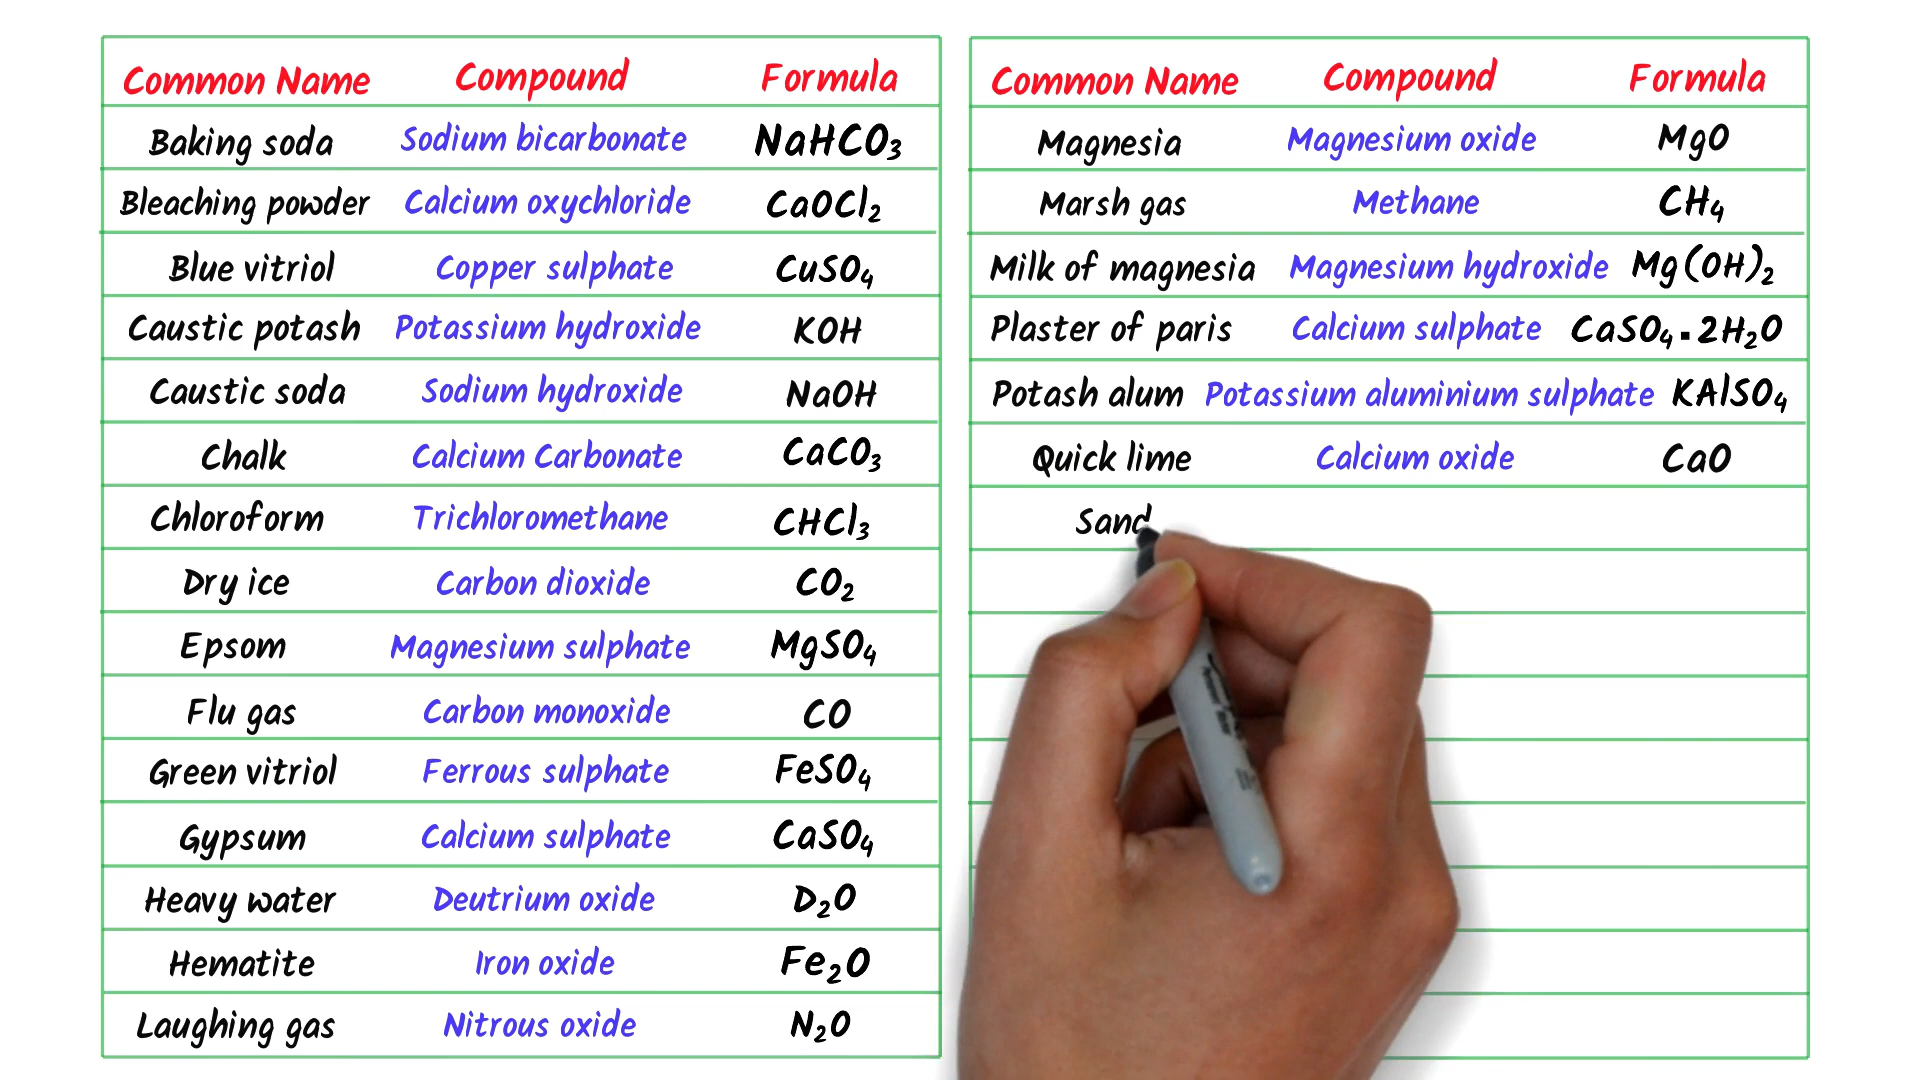 Common Name Compound Formula
Baking soda Sodium bicarbonate NaHCO₃
Bleaching powder Calcium oxychloride CaOCl₂
Blue vitriol Copper sulphate CuSO₄
Caustic potash Potassium hydroxide KOH
Caustic soda Sodium hydroxide NaOH
Chalk Calcium Carbonate CaCO₃
Chloroform Trichloromethane CHCl₃
Dry ice Carbon dioxide CO₂
Epsom Magnesium sulphate MgSO₄
Flu gas Carbon monoxide CO
Green vitriol Ferrous sulphate FeSO₄
Gypsum Calcium sulphate CaSO₄
Heavy water Deutrium oxide D₂O
Hematite Iron oxide Fe₂O
Laughing gas Nitrous oxide N₂O
Common Name Compound Formula
Magnesia Magnesium oxide MgO
Marsh gas Methane CH₄
Milk of magnesia Magnesium hydroxide Mg(OH)₂
Plaster of paris Calcium sulphate CaSO₄.2H₂O
Potash alum Potassium aluminium sulphate KAlSO₄
Quick lime Calcium oxide CaO
Sand